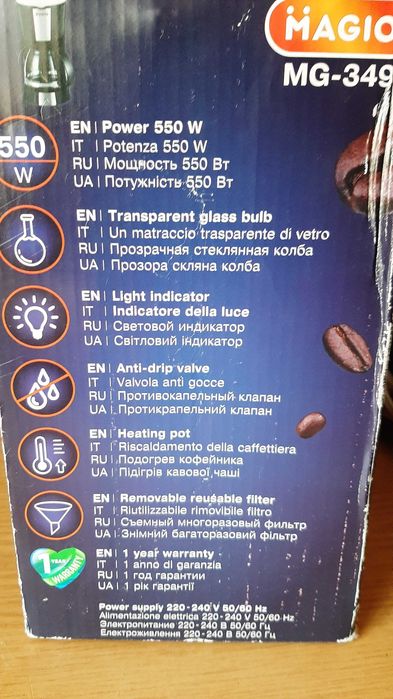 MAGIO
MG-349
550
W
EN | Power 550 W
IT | Potenza 550 W
RU | Мощность 550 Вт
UA | Потужність 550 Вт
EN | Transparent glass bulb
IT | Un matraccio trasparente di vetro
RU | Прозрачная стеклянная колба
UA | Прозора скляна колба
EN | Light indicator
IT | Indicatore della luce
RU | Световой индикатор
UA | Світловий індикатор
EN | Anti-drip valve
IT | Valvola anti gocce
RU | Противокапельный клапан
UA | Протикрапельний клапан
EN | Heating pot
IT | Riscaldamento della caffettiera
RU | Подогрев кофейника
UA | Підігрів кавової чаші
EN | Removable reusable filter
IT | Riutilizzabile rimovibile filtro
RU | Съемный многоразовый фильтр
UA | Знімний багаторазовий фільтр
1
YEAR
WARRANTY
EN | 1 year warranty
IT | 1 anno di garanzia
RU | 1 год гарантии
UA | 1 рік гарантії
Power supply 220-240 V 50/60 Hz
Alimentazione elettrica 220-240 V 50/60 Hz
Электропитание 220-240 В 50/60 Гц
Електроживлення 220-240 В 50/60 Гц